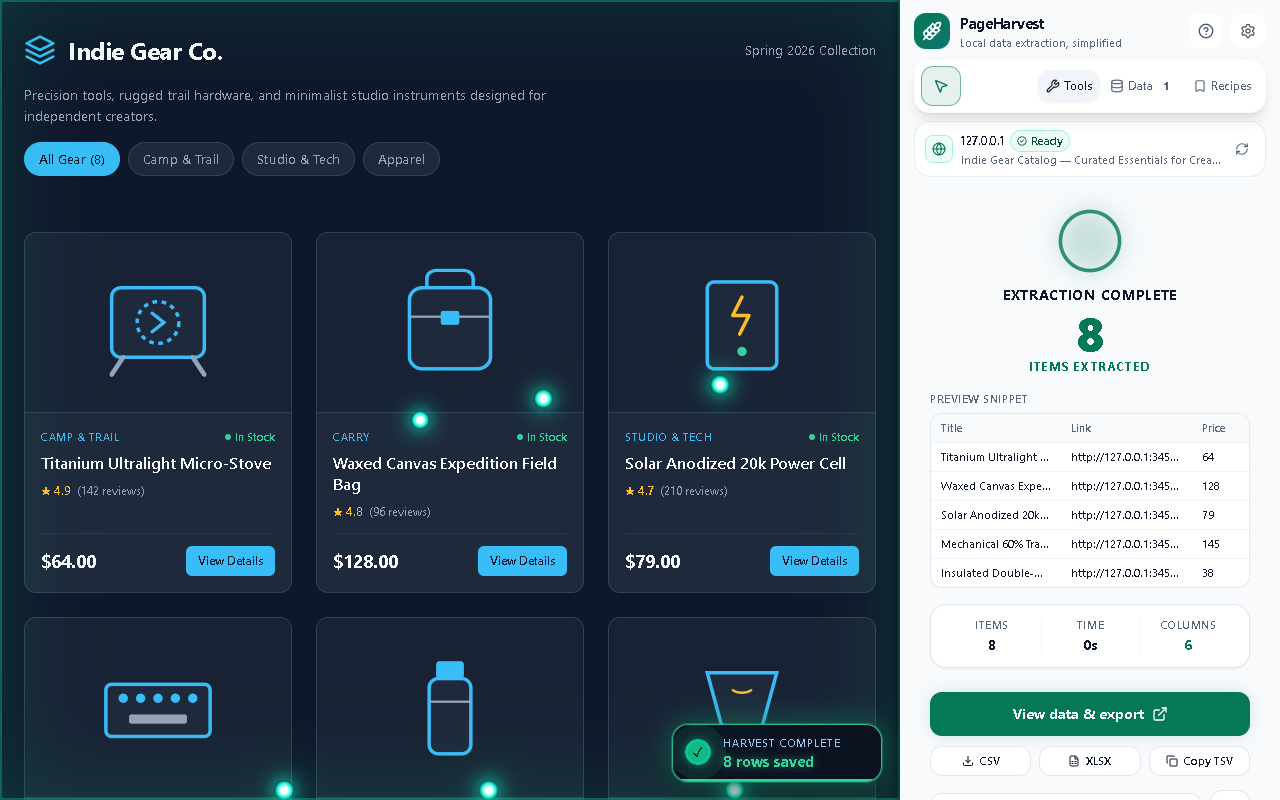 Indie Gear Co.
Spring 2026 Collection
Precision tools, rugged trail hardware, and minimalist studio instruments designed for
independent creators.
All Gear (8)
Camp & Trail
Studio & Tech
Apparel
CAMP & TRAIL
In Stock
Titanium Ultralight Micro-Stove
★ 4.9 (142 reviews)
$64.00
View Details
CARRY
In Stock
Waxed Canvas Expedition Field
Bag
★ 4.8 (96 reviews)
$128.00
View Details
STUDIO & TECH
In Stock
Solar Anodized 20k Power Cell
★ 4.7 (210 reviews)
$79.00
View Details
HARVEST COMPLETE
8 rows saved
PageHarvest
Local data extraction, simplified
Tools
Data 1
Recipes
127.0.0.1
Ready
Indie Gear Catalog — Curated Essentials for Crea...
EXTRACTION COMPLETE
8
ITEMS EXTRACTED
PREVIEW SNIPPET
Title Link Price
Titanium Ultralight ... http://127.0.0.1:345... 64
Waxed Canvas Expe... http://127.0.0.1:345... 128
Solar Anodized 20k... http://127.0.0.1:345... 79
Mechanical 60% Tra... http://127.0.0.1:345... 145
Insulated Double-... http://127.0.0.1:345... 38
ITEMS TIME COLUMNS
8 0s 6
View data & export
CSV
XLSX
Copy TSV